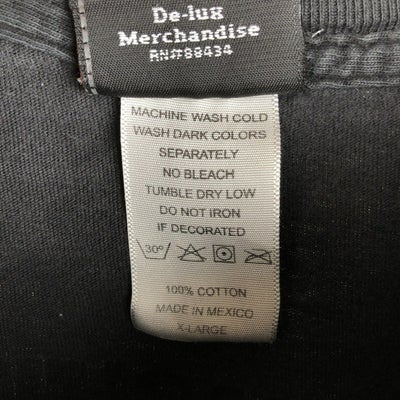 De-lux
Merchandise
RN#88434
MACHINE WASH COLD
WASH DARK COLORS
SEPARATELY
NO BLEACH
TUMBLE DRY LOW
DO NOT IRON
IF DECORATED
30°
100% COTTON
MADE IN MEXICO
X-LARGE